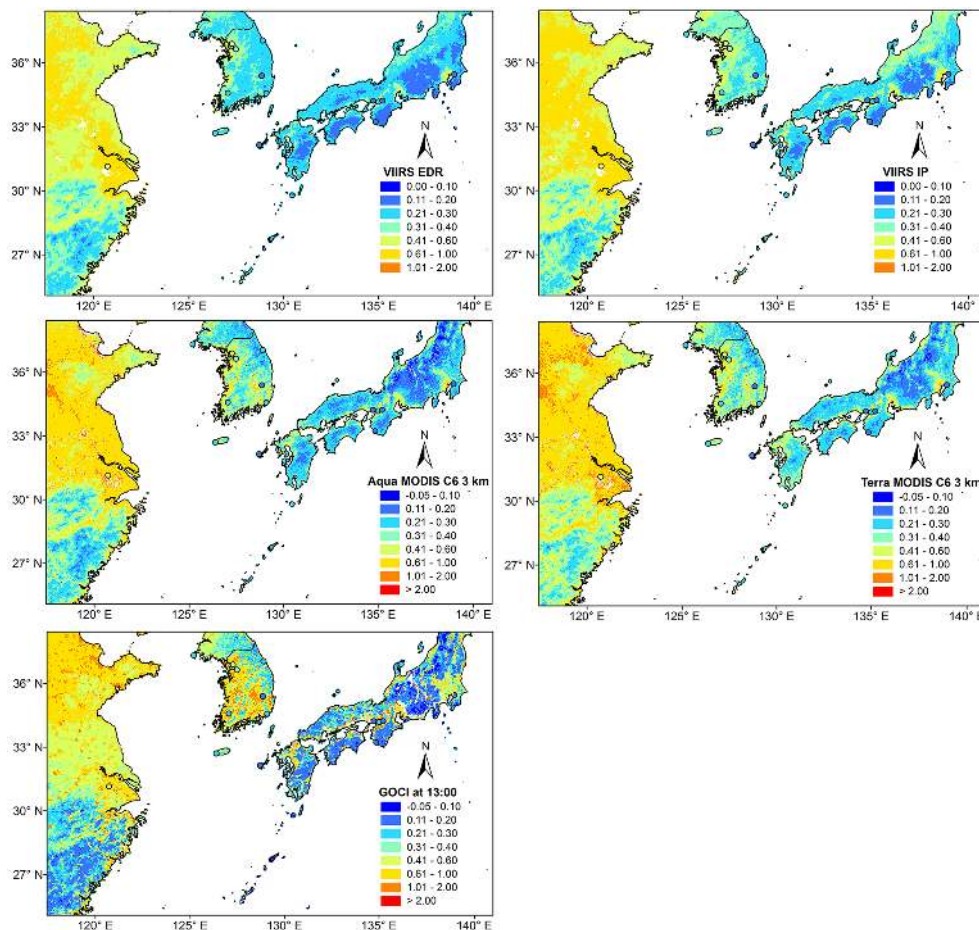 36° N
33° N
30° N
27° N
N
VIIRS EDR
0.00 - 0.10
0.11 - 0.20
0.21 - 0.30
0.31 - 0.40
0.41 - 0.60
0.61 - 1.00
1.01 - 2.00
120° E
125° E
130° E
135° E
140° E
36° N
33° N
30° N
27° N
N
VIIRS IP
0.00 - 0.10
0.11 - 0.20
0.21 - 0.30
0.31 - 0.40
0.41 - 0.60
0.61 - 1.00
1.01 - 2.00
120° E
125° E
130° E
135° E
140° E
36° N
33° N
30° N
27° N
N
Aqua MODIS C6 3 km
-0.05 - 0.10
0.11 - 0.20
0.21 - 0.30
0.31 - 0.40
0.41 - 0.60
0.61 - 1.00
1.01 - 2.00
> 2.00
120° E
125° E
130° E
135° E
140° E
36° N
33° N
30° N
27° N
N
Terra MODIS C6 3 km
-0.05 - 0.10
0.11 - 0.20
0.21 - 0.30
0.31 - 0.40
0.41 - 0.60
0.61 - 1.00
1.01 - 2.00
> 2.00
120° E
125° E
130° E
135° E
140° E
36° N
33° N
30° N
27° N
N
GOCI at 13:00
-0.05 - 0.10
0.11 - 0.20
0.21 - 0.30
0.31 - 0.40
0.41 - 0.60
0.61 - 1.00
1.01 - 2.00
> 2.00
120° E
125° E
130° E
135° E
140° E